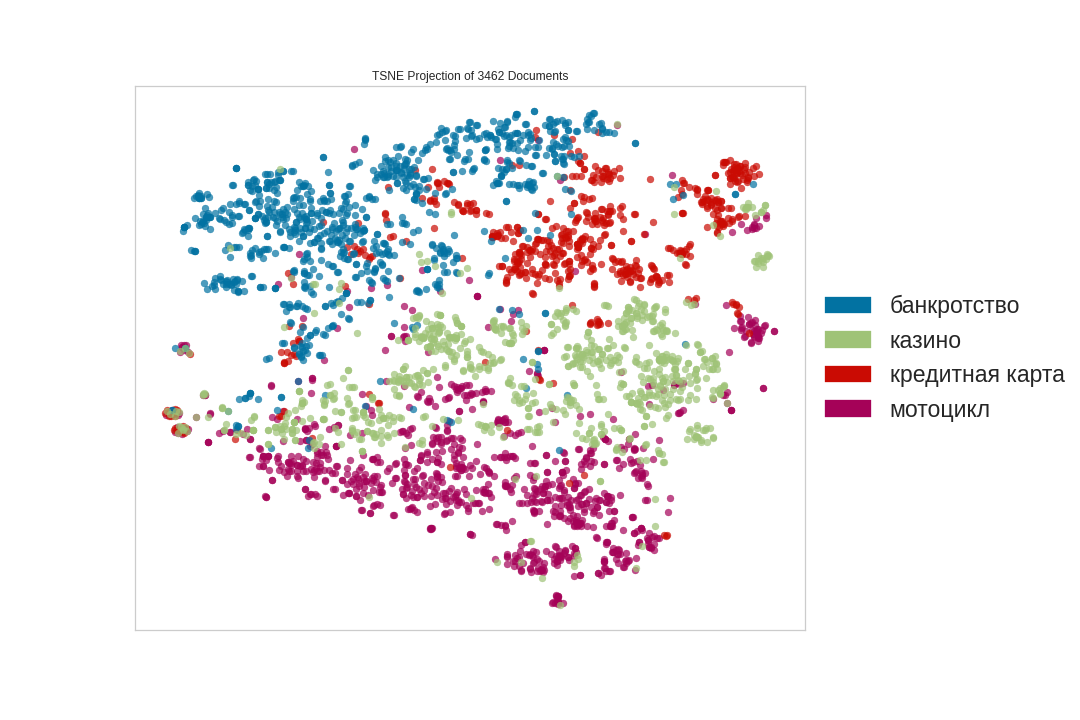 TSNE Projection of 3462 Documents
банкротство
казино
кредитная карта
мотоцикл